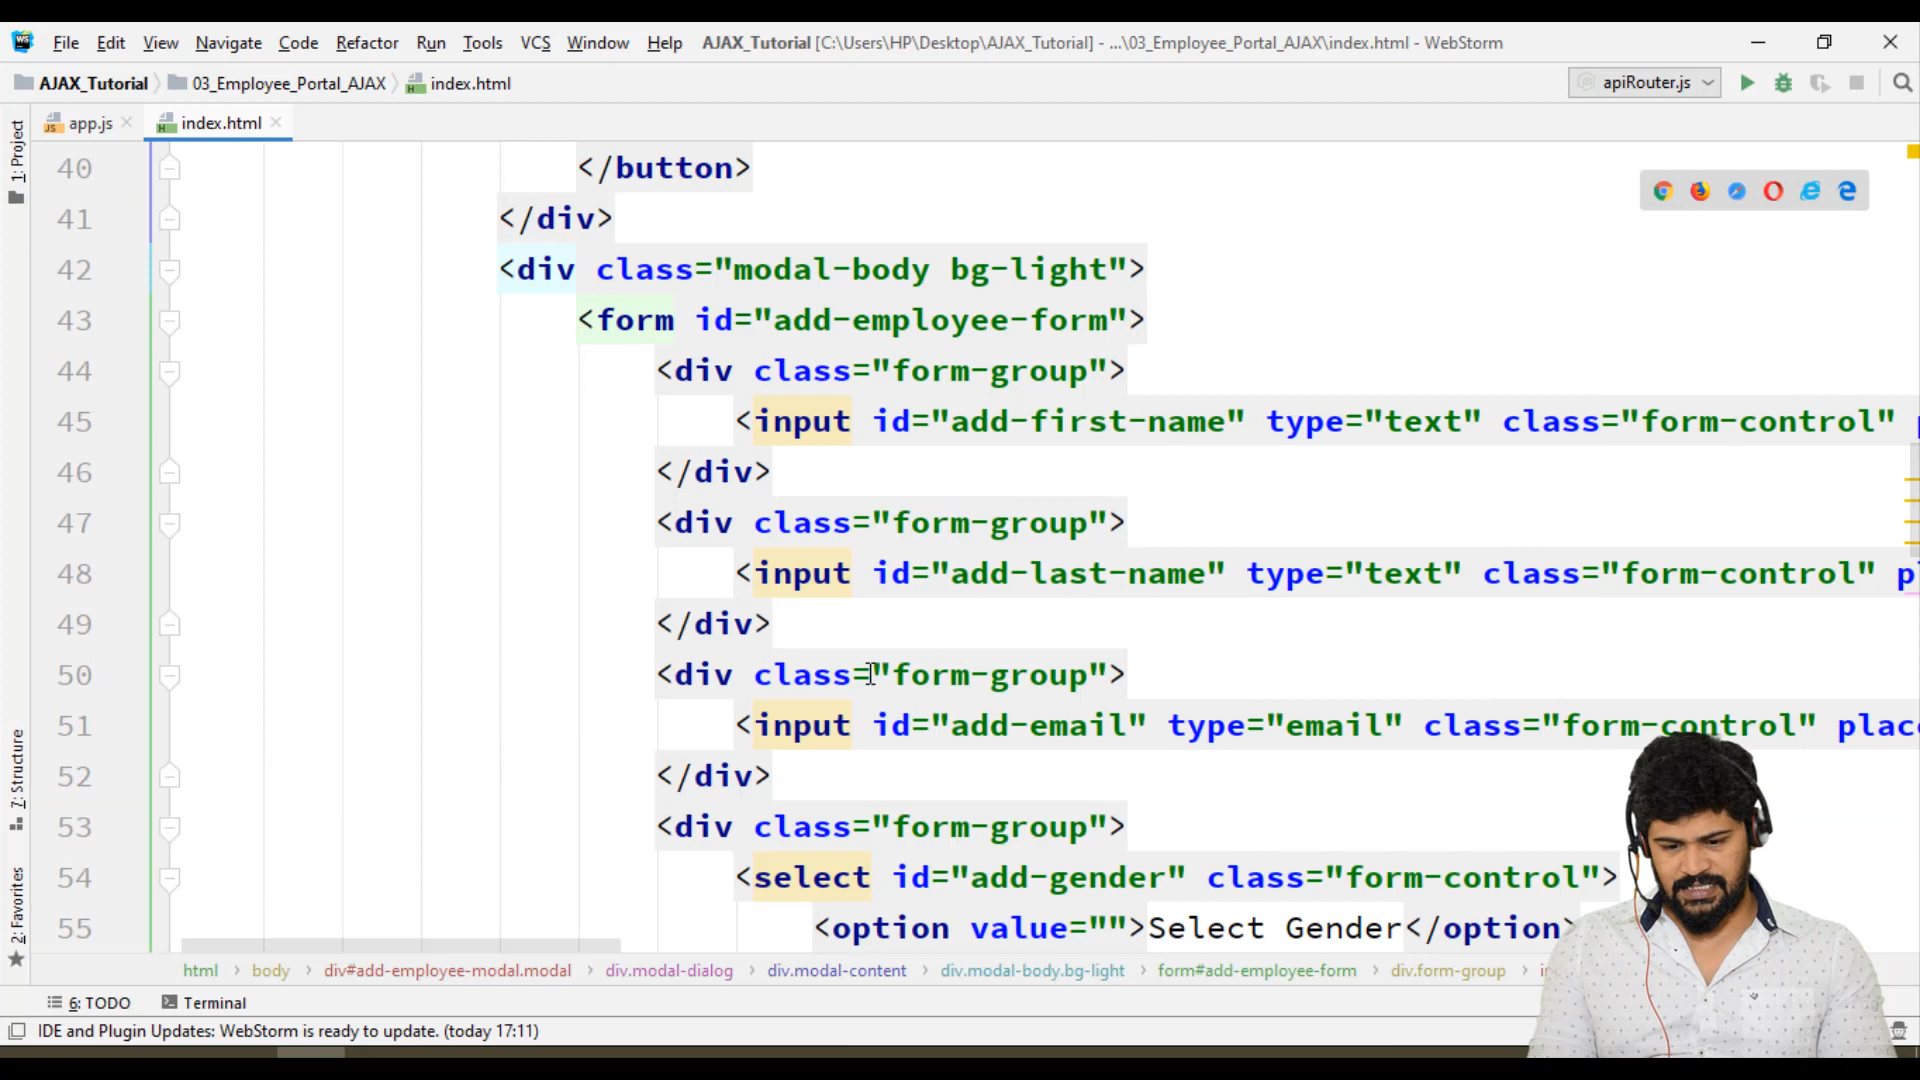 WS File Edit View Navigate Code Refactor Run Tools VCS Window Help AJAX_Tutorial [C:\Users\HP\Desktop\AJAX_Tutorial] - ...\03_Employee_Portal_AJAX\index.html - WebStorm
AJAX_Tutorial 03_Employee_Portal_AJAX index.html apiRouter.js
app.js index.html
1: Project
7: Structure
2: Favorites
40 </button>
41 </div>
42 <div class="modal-body bg-light">
43 <form id="add-employee-form">
44 <div class="form-group">
45 <input id="add-first-name" type="text" class="form-control"
46 </div>
47 <div class="form-group">
48 <input id="add-last-name" type="text" class="form-control" pl
49 </div>
50 <div class="form-group">
51 <input id="add-email" type="email" class="form-control" plac
52 </div>
53 <div class="form-group">
54 <select id="add-gender" class="form-control">
55 <option value="">Select Gender</option>
html body div#add-employee-modal.modal div.modal-dialog div.modal-content div.modal-body.bg-light form#add-employee-form div.form-group
6: TODO Terminal
IDE and Plugin Updates: WebStorm is ready to update. (today 17:11)